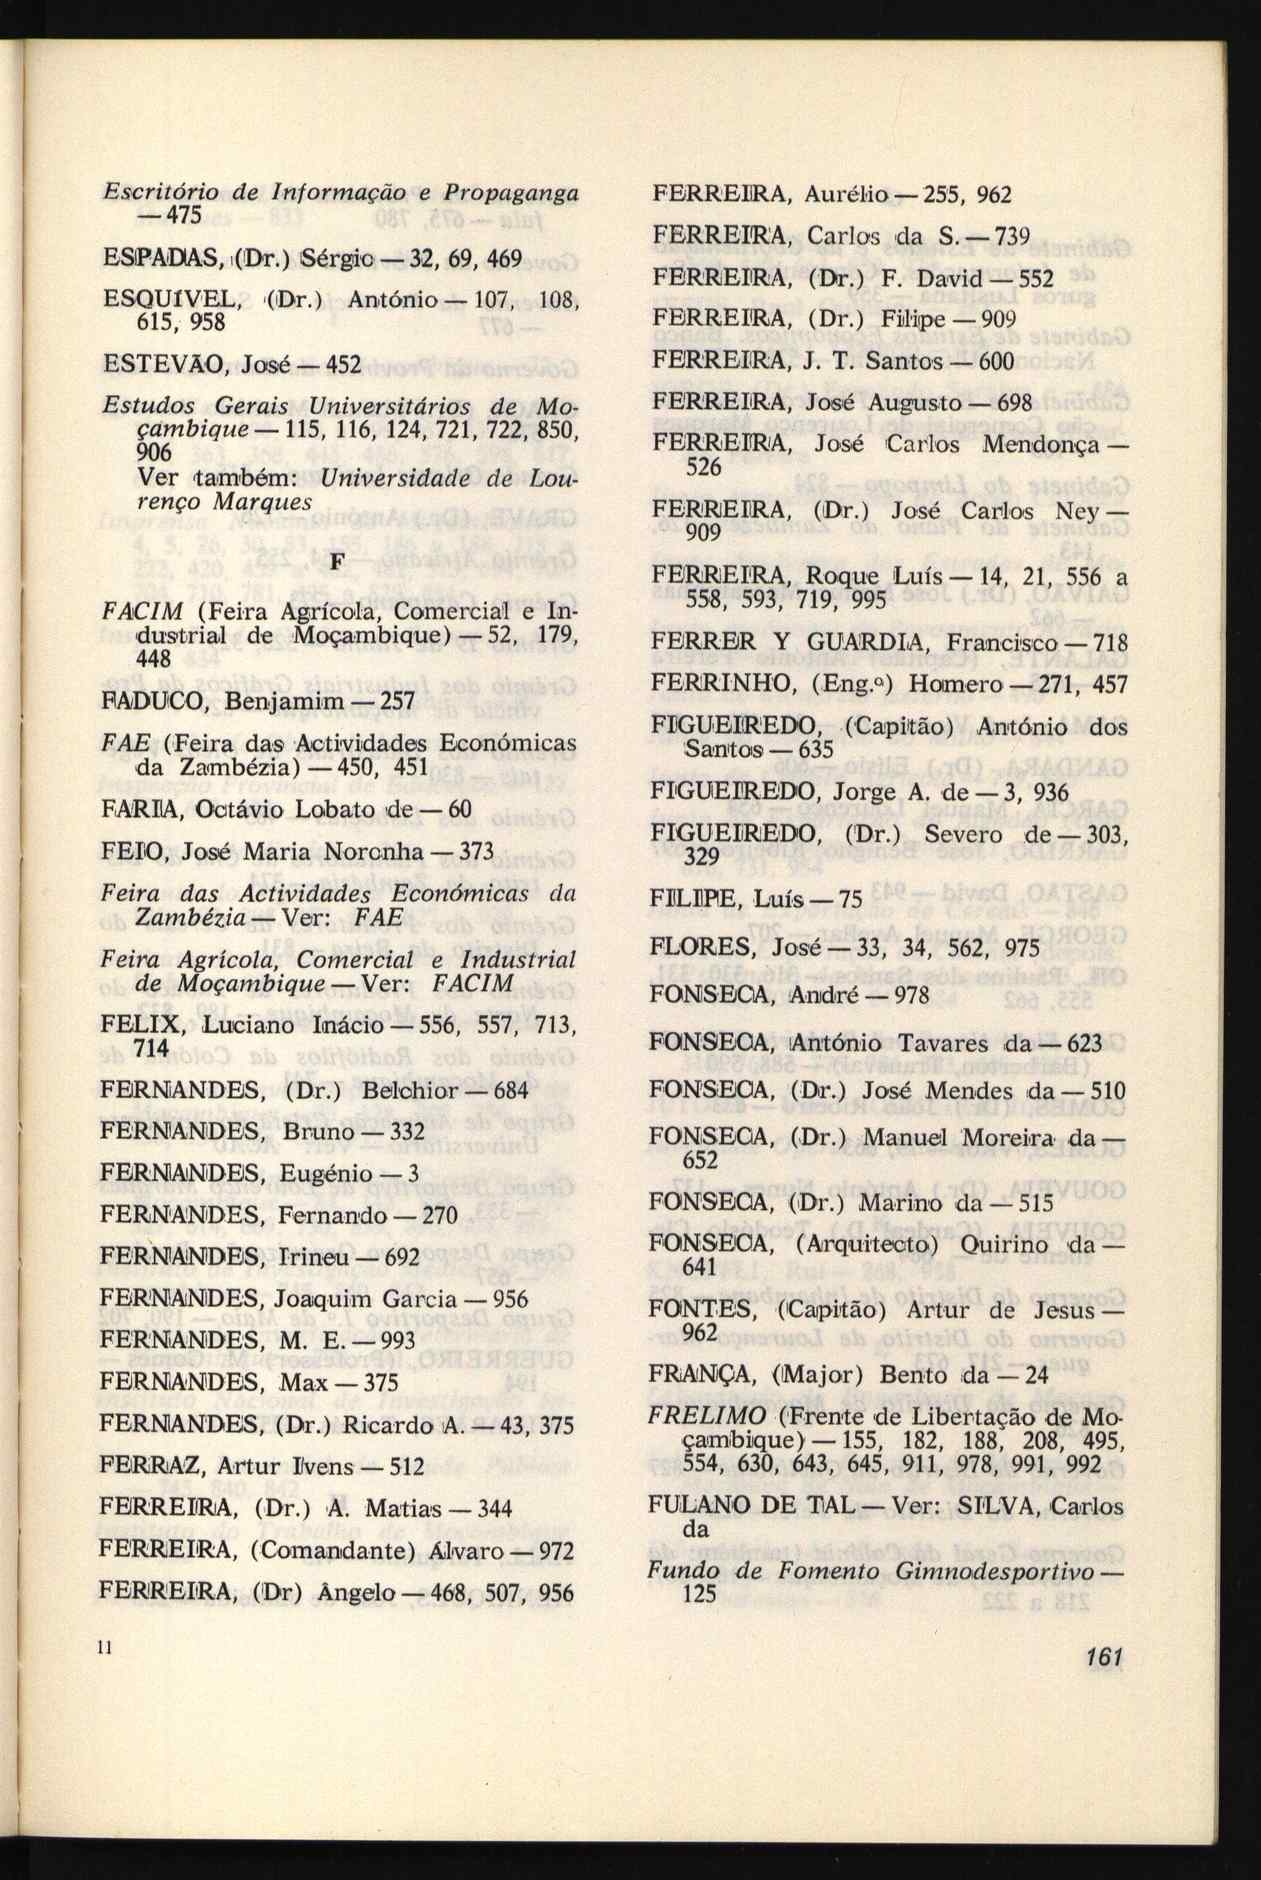 Escritório de Informação e Propaganga
— 475
ESPADAS, (Dr.) Sérgio — 32, 69, 469
ESQUIVEL, (Dr.) António — 107, 108,
615, 958
ESTEVÃO, José — 452
Estudos Gerais Universitários de Mo-
çambique — 115, 116, 124, 721, 722, 850,
906
Ver também: Universidade de Lou-
renço Marques
F
FACIM (Feira Agrícola, Comercial e In-
dustrial de Moçambique) — 52, 179,
448
FADUCO, Benjamim — 257
FAE (Feira das Actividades Económicas
da Zambézia) — 450, 451
FARIA, Octávio Lobato de — 60
FEIO, José Maria Noronha — 373
Feira das Actividades Económicas da
Zambézia — Ver: FAE
Feira Agrícola, Comercial e Industrial
de Moçambique — Ver: FACIM
FELIX, Luciano Inácio — 556, 557, 713,
714
FERNANDES, (Dr.) Belchior — 684
FERNANDES, Bruno — 332
FERNANDES, Eugénio — 3
FERNANDES, Fernando — 270
FERNANDES, Irineu — 692
FERNANDES, Joaquim Garcia — 956
FERNANDES, M. E. — 993
FERNANDES, Max — 375
FERNANDES, (Dr.) Ricardo A. — 43, 375
FERRAZ, Artur Ivens — 512
FERREIRA, (Dr.) A. Matias — 344
FERREIRA, (Comandante) Álvaro — 972
FERREIRA, (Dr) Ângelo — 468, 507, 956
11
FERREIRA, Aurélio — 255, 962
FERREIRA, Carlos da S. — 739
FERREIRA, (Dr.) F. David — 552
FERREIRA, (Dr.) Filipe — 909
FERREIRA, J. T. Santos — 600
FERREIRA, José Augusto — 698
FERREIRA, José Carlos Mendonça —
526
FERREIRA, (Dr.) José Carlos Ney —
909
FERREIRA, Roque Luís — 14, 21, 556 a
558, 593, 719, 995
FERRER Y GUARDIA, Francisco — 718
FERRINHO, (Eng.º) Homero — 271, 457
FIGUEIREDO, (Capitão) António dos
Santos — 635
FIGUEIREDO, Jorge A. de — 3, 936
FIGUEIREDO, (Dr.) Severo de — 303,
329
FILIPE, Luís — 75
FLORES, José — 33, 34, 562, 975
FONSECA, André — 978
FONSECA, António Tavares da — 623
FONSECA, (Dr.) José Mendes da — 510
FONSECA, (Dr.) Manuel Moreira da —
652
FONSECA, (Dr.) Marino da — 515
FONSECA, (Arquitecto) Quirino da —
641
FONTES, (Capitão) Artur de Jesus —
962
FRANÇA, (Major) Bento da — 24
FRELIMO (Frente de Libertação de Mo-
çambique) — 155, 182, 188, 208, 495,
554, 630, 643, 645, 911, 978, 991, 992
FULANO DE TAL — Ver: SILVA, Carlos
da
Fundo de Fomento Gimnodesportivo —
125
161